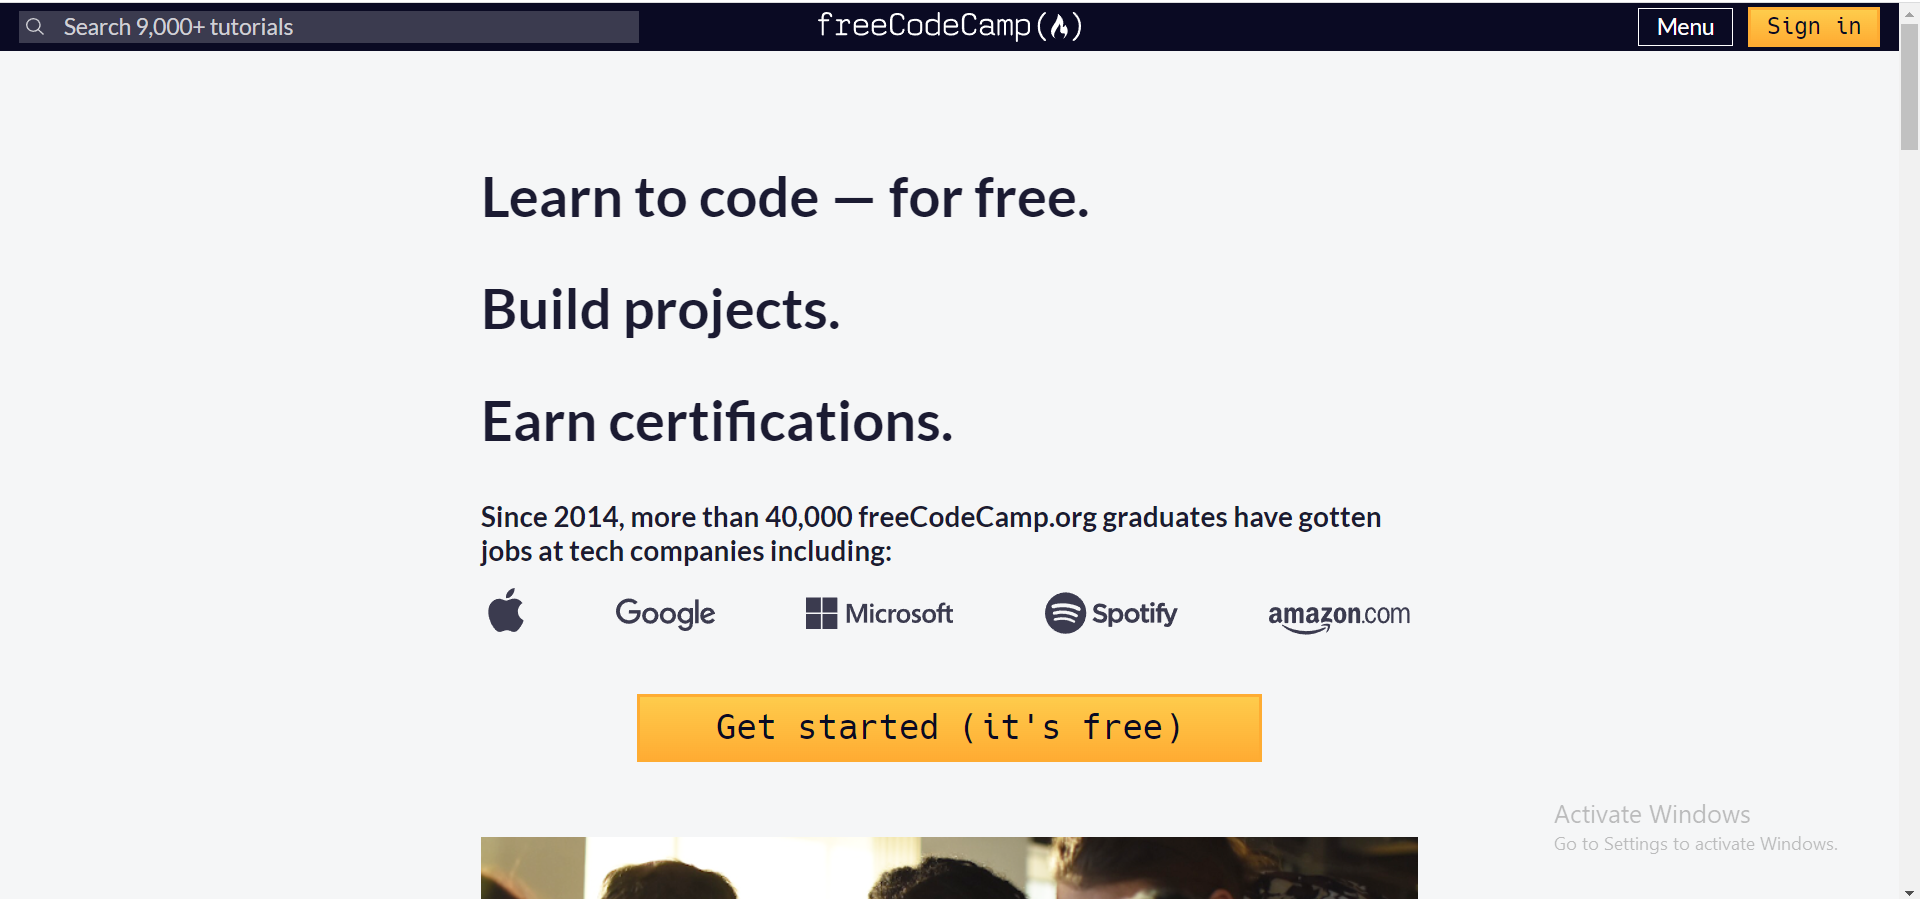 Search 9,000+ tutorials
freeCodeCamp
Menu
Sign in
Learn to code — for free.
Build projects.
Earn certifications.
Since 2014, more than 40,000 freeCodeCamp.org graduates have gotten
jobs at tech companies including:
Google
Microsoft
Spotify
amazon.com
Get started (it's free)
Activate Windows
Go to Settings to activate Windows.